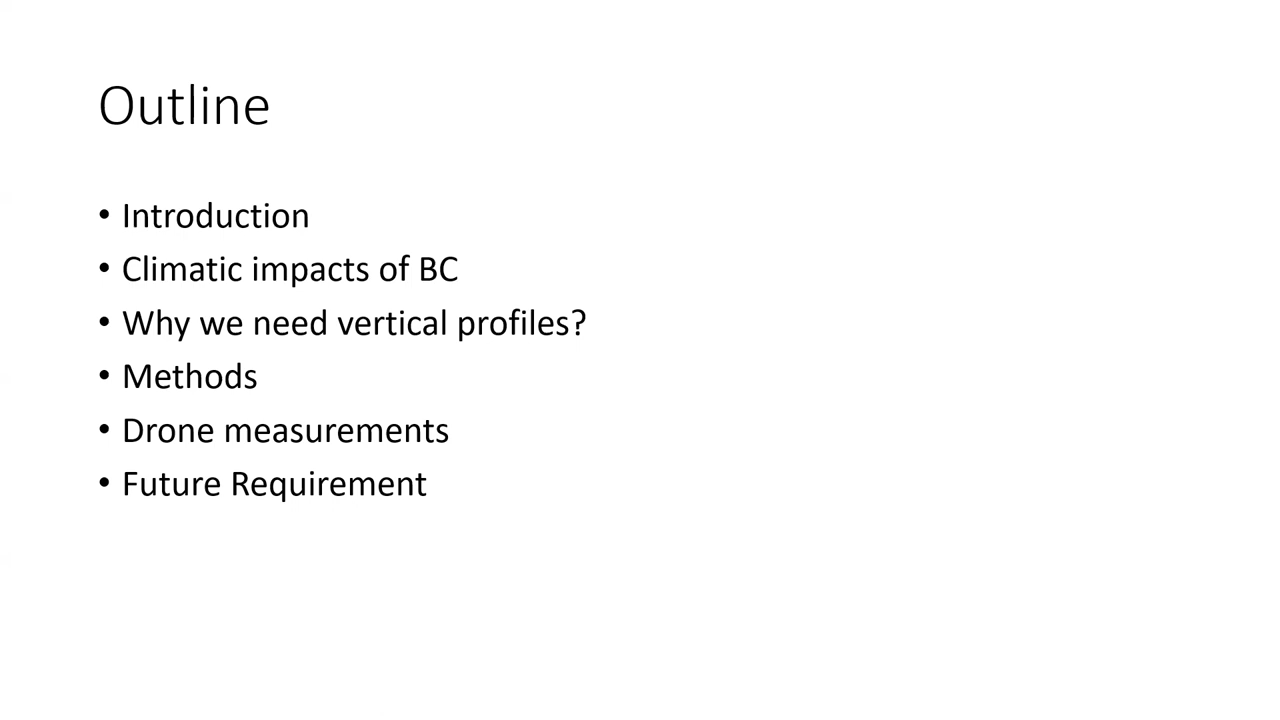 Outline
• Introduction
• Climatic impacts of BC
• Why we need vertical profiles?
• Methods
• Drone measurements
• Future Requirement